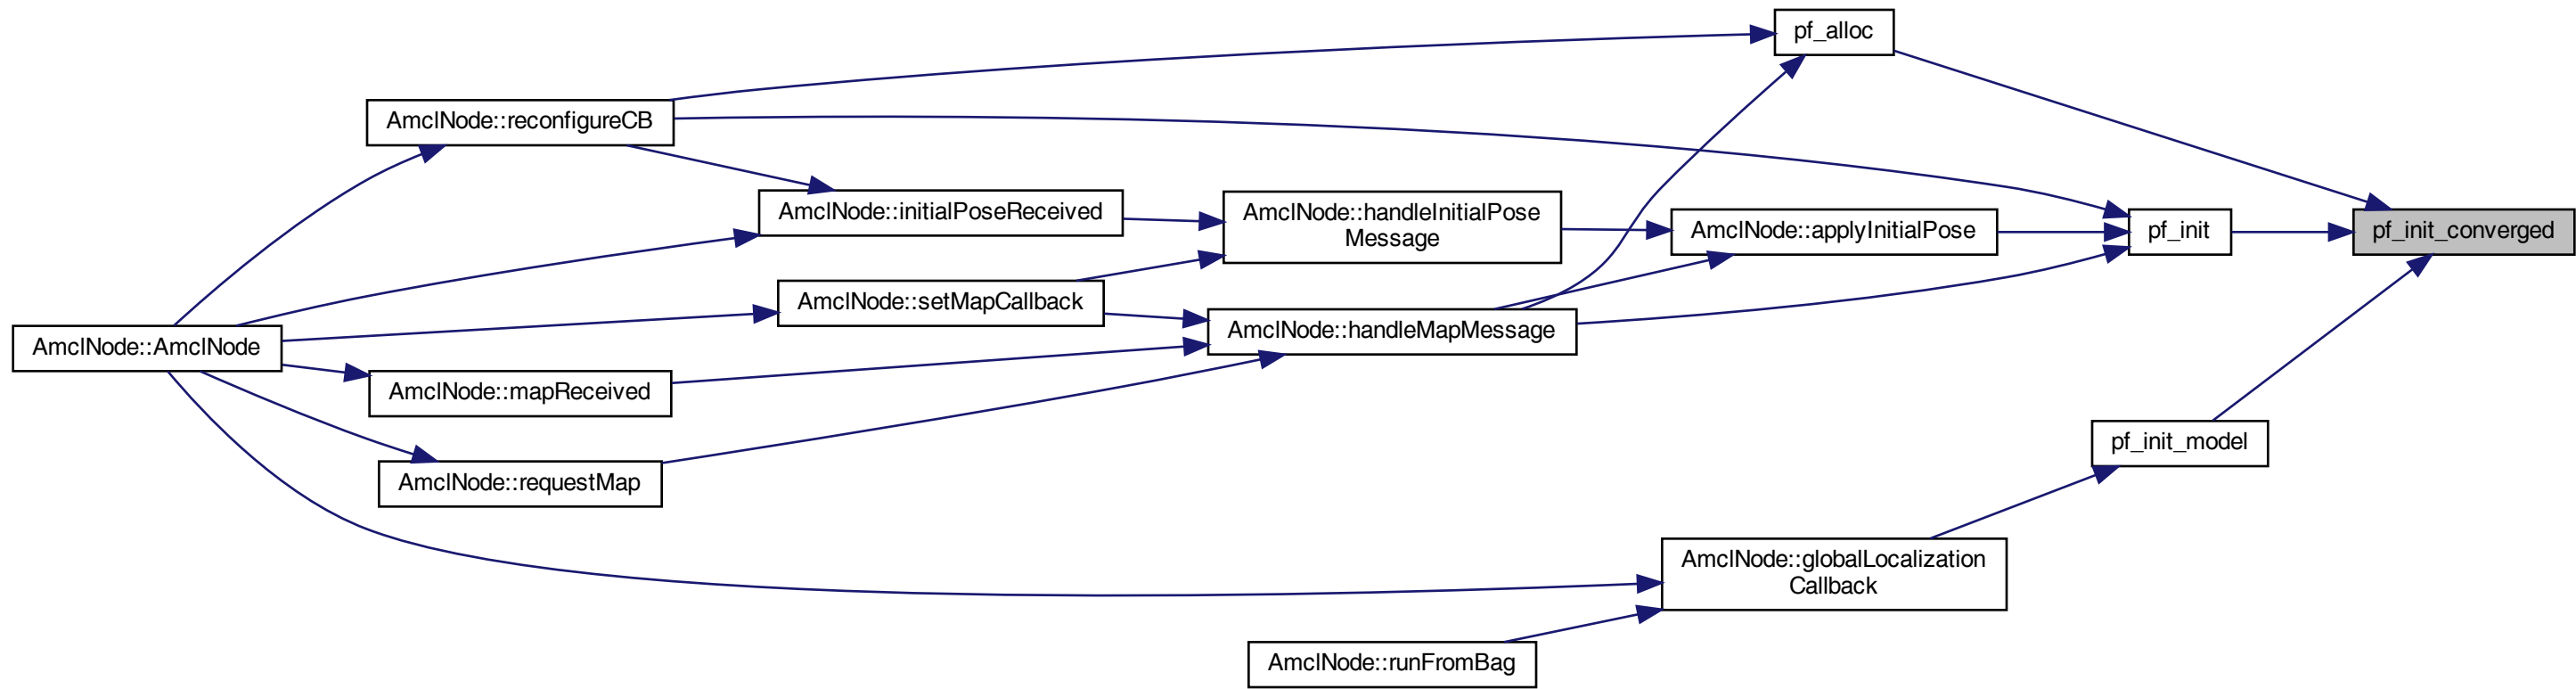 pf_alloc
AmclNode::reconfigureCB
AmclNode::initialPoseReceived
AmclNode::handleInitialPose
Message
AmclNode::applyInitialPose
pf_init
pf_init_converged
AmclNode::setMapCallback
AmclNode::handleMapMessage
AmclNode::AmclNode
AmclNode::mapReceived
pf_init_model
AmclNode::requestMap
AmclNode::globalLocalization
Callback
AmclNode::runFromBag